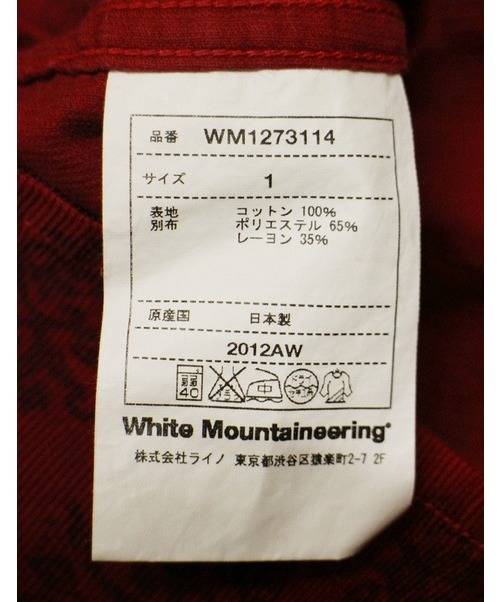 品番 WM1273114
サイズ 1
表地 コットン 100%
別布 ポリエステル 65%
レーヨン 35%
原産国 日本製
2012AW
40 中
White Mountaineering®
株式会社ライノ 東京都渋谷区猿楽町2-7 2F